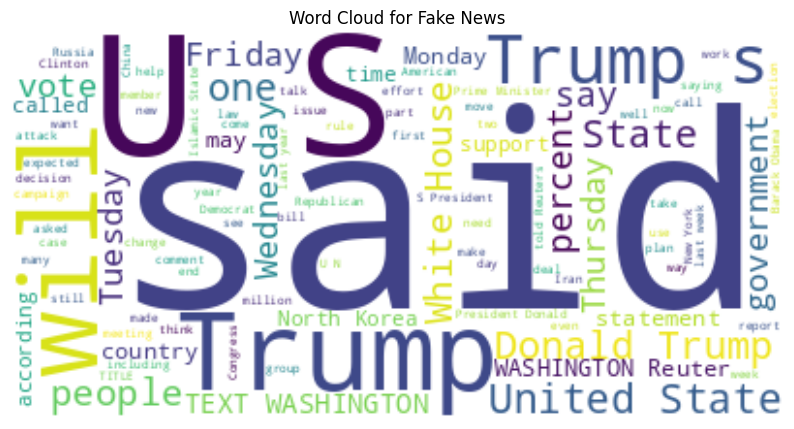 Word Cloud for Fake News
Russia
Clinton
China
help
Friday
Monday
Trump s
work
U S
time
American
vote
member
one
Islamic State
talk
effort
Prime Minister
say
saying
called
new
law
issue
part
move
well
now
call
election
want
come
may
rule
first
two
State
attack
support
expected
Wednesday
last year
White House
percent
government
Barack Obama
decision
year
Republican
S President
take
campaign
Tuesday
Democrat
said
told Reuters
Thursday
use
New York
last week
will
asked
see
bill
need
plan
case
change
comment
U N
make
deal
way
many
end
day
Iran
still
million
according
made
North Korea
President Donald
statement
report
meeting
think
Trump
even
country
Congress
Donald Trump
including
group
WASHINGTON Reuter
week
TITLE
people
TEXT WASHINGTON
United State